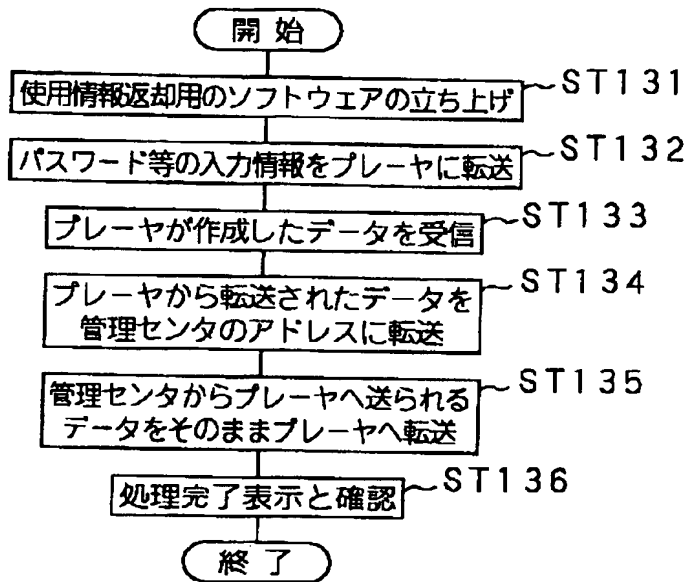 開始
使用情報返却用のソフトウェアの立ち上げ ST131
パスワード等の入力情報をプレーヤに転送 ST132
プレーヤが作成したデータを受信 ST133
プレーヤから転送されたデータを ST134
管理センタのアドレスに転送
管理センタからプレーヤへ送られる ST135
データをそのままプレーヤへ転送
処理完了表示と確認 ST136
終了